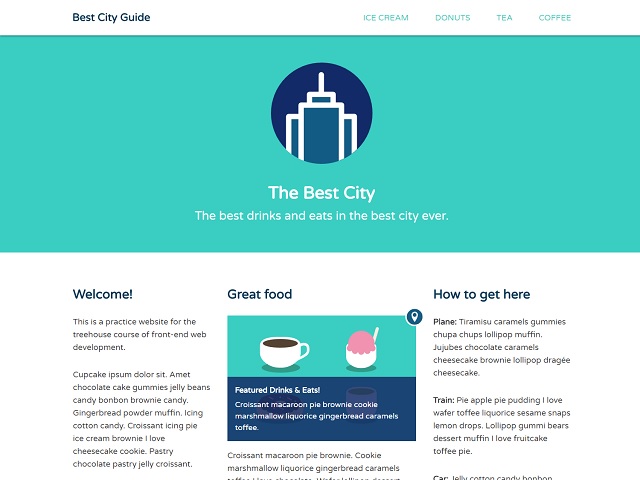 Best City Guide
ICE CREAM
DONUTS
TEA
COFFEE
The Best City
The best drinks and eats in the best city ever.
Welcome!
This is a practice website for the
treehouse course of front-end web
development.
Cupcake ipsum dolor sit. Amet
chocolate cake gummies jelly beans
candy bonbon brownie candy.
Gingerbread powder muffin. Icing
cotton candy. Croissant icing pie
ice cream brownie I love
cheesecake cookie. Pastry
chocolate pastry jelly croissant.
Great food
Featured Drinks & Eats!
Croissant macaroon pie brownie cookie
marshmallow liquorice gingerbread caramels
toffee.
Croissant macaroon pie brownie. Cookie
marshmallow liquorice gingerbread caramels
toffee I love chocolate. Wafer lollipop dessert
How to get here
Plane: Tiramisu caramels gummies
chupa chups lollipop muffin.
Jujubes chocolate caramels
cheesecake brownie lollipop dragée
cheesecake.
Train: Pie apple pie pudding I love
wafer toffee liquorice sesame snaps
lemon drops. Lollipop gummi bears
dessert muffin I love fruitcake
toffee pie.
Car: Jelly cotton candy bonbon